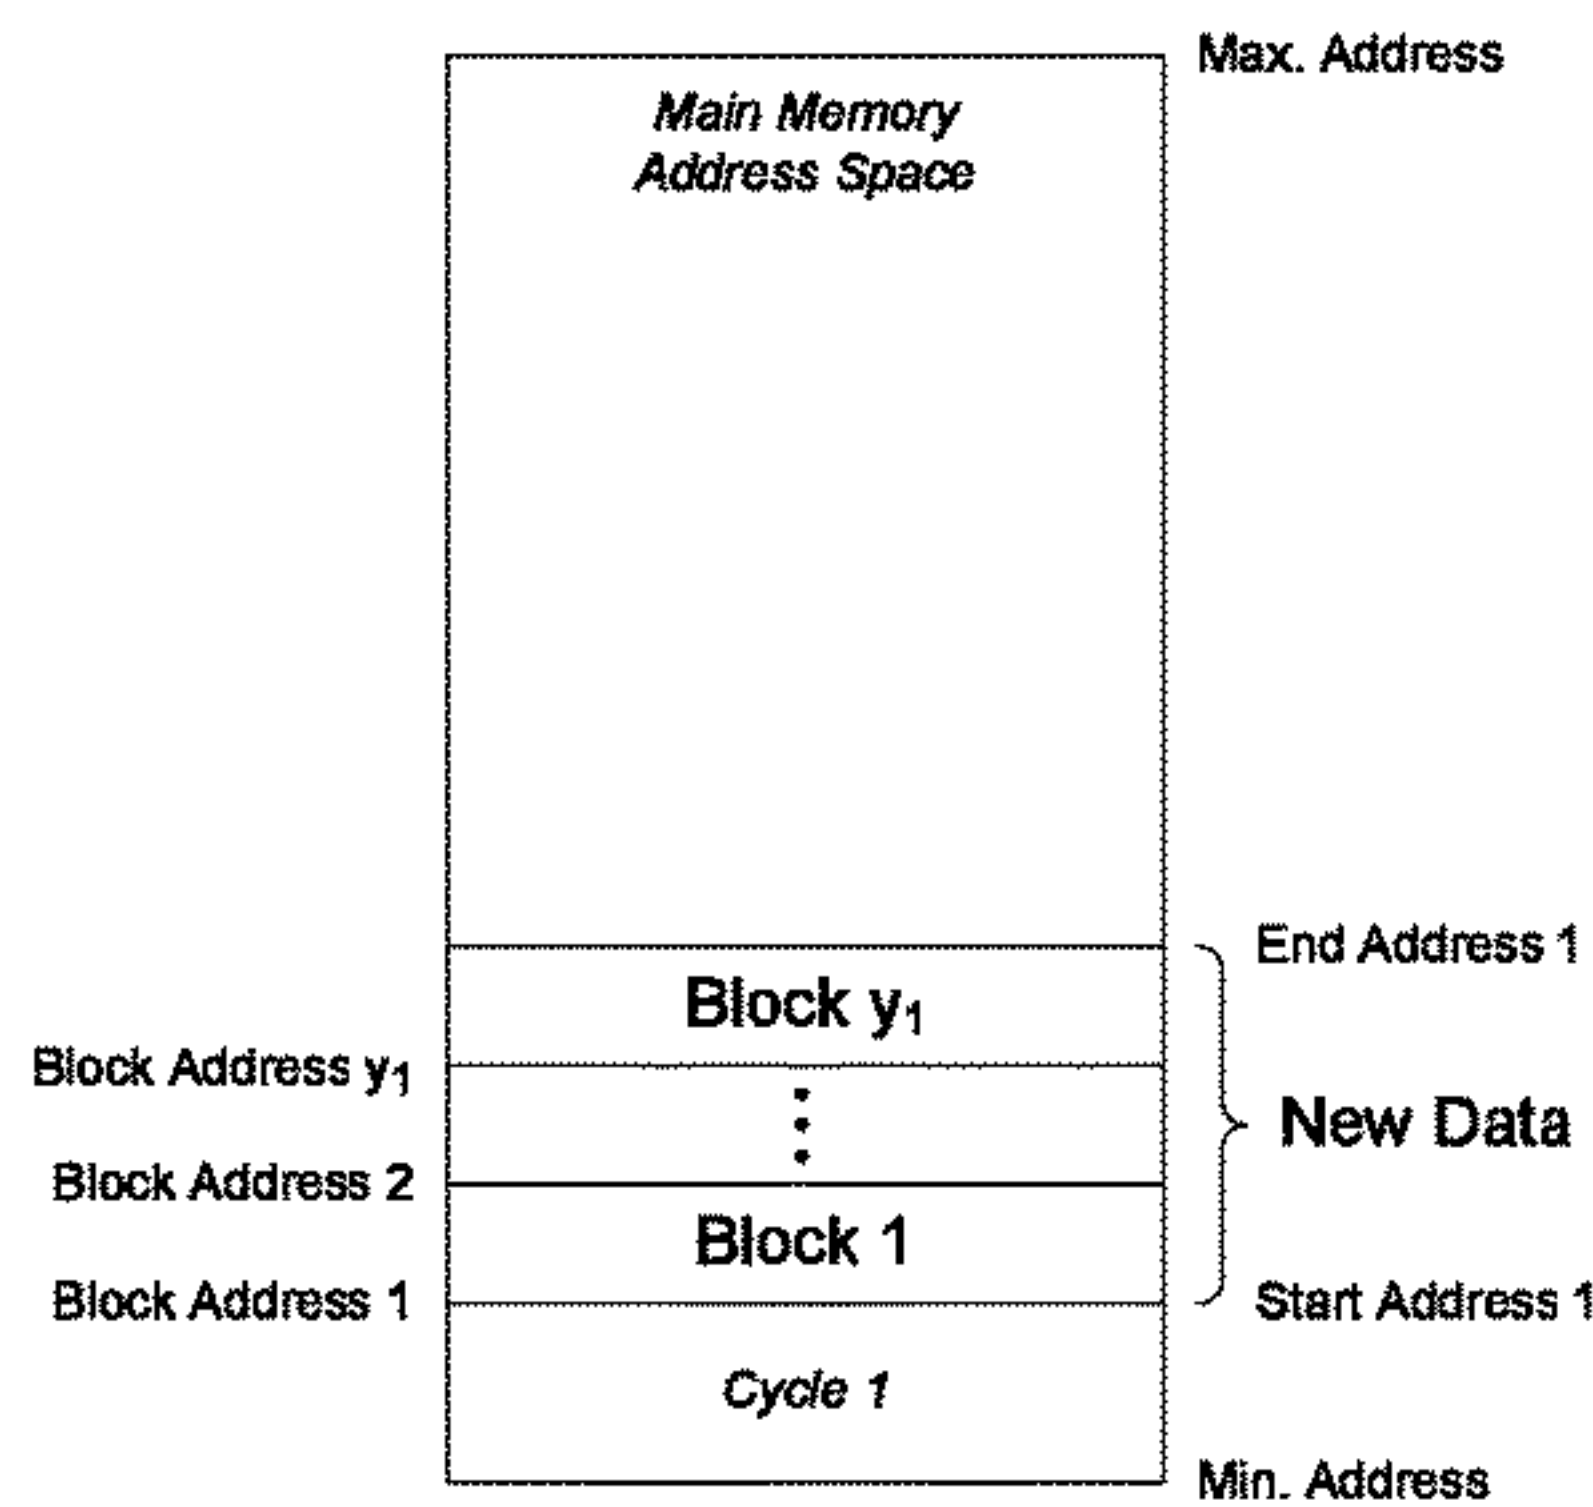 Max. Address
Main Memory
Address Space
End Address 1
Block y₁
Block Address y₁
New Data
Block Address 2
Block 1
Block Address 1
Start Address 1
Cycle 1
Min. Address